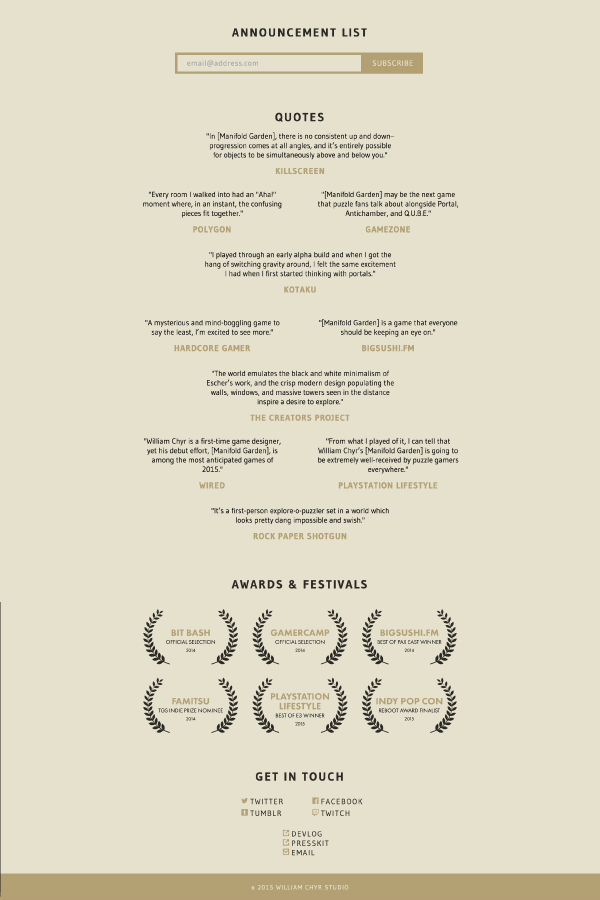 ANNOUNCEMENT LIST
email@address.com
SUBSCRIBE
QUOTES
"In [Manifold Garden], there is no consistent up and down–
progression comes at all angles, and it's entirely possible
for objects to be simultaneously above and below you."
KILLSCREEN
"Every room I walked into had an "Aha!"
moment where, in an instant, the confusing
pieces fit together."
POLYGON
"[Manifold Garden] may be the next game
that puzzle fans talk about alongside Portal,
Antichamber, and Q.U.B.E."
GAMEZONE
"I played through an early alpha build and when I got the
hang of switching gravity around, I felt the same excitement
I had when I first started thinking with portals."
KOTAKU
"A mysterious and mind-boggling game to
say the least, I'm excited to see more."
HARDCORE GAMER
"[Manifold Garden] is a game that everyone
should be keeping an eye on."
BIGSUSHI.FM
"The world emulates the black and white minimalism of
Escher's work, and the crisp modern design populating the
walls, windows, and massive towers seen in the distance
inspire a desire to explore."
THE CREATORS PROJECT
"William Chyr is a first-time game designer,
yet his debut effort, [Manifold Garden], is
among the most anticipated games of
2015."
WIRED
"From what I played of it, I can tell that
William Chyr's [Manifold Garden] is going to
be extremely well-received by puzzle gamers
everywhere."
PLAYSTATION LIFESTYLE
"It's a first-person explore-o-puzzler set in a world which
looks pretty dang impossible and swish."
ROCK PAPER SHOTGUN
AWARDS & FESTIVALS
BIT BASH
OFFICIAL SELECTION
2014
GAMERCAMP
OFFICIAL SELECTION
2014
BIGSUSHI.FM
BEST OF PAX EAST WINNER
2014
FAMITSU
TGS INDIE PRIZE NOMINEE
2014
PLAYSTATION
LIFESTYLE
BEST OF E3 WINNER
2015
INDY POP CON
REBOOT AWARD FINALIST
2015
GET IN TOUCH
TWITTER
FACEBOOK
TUMBLR
TWITCH
DEVLOG
PRESSKIT
EMAIL
© 2015 WILLIAM CHYR STUDIO